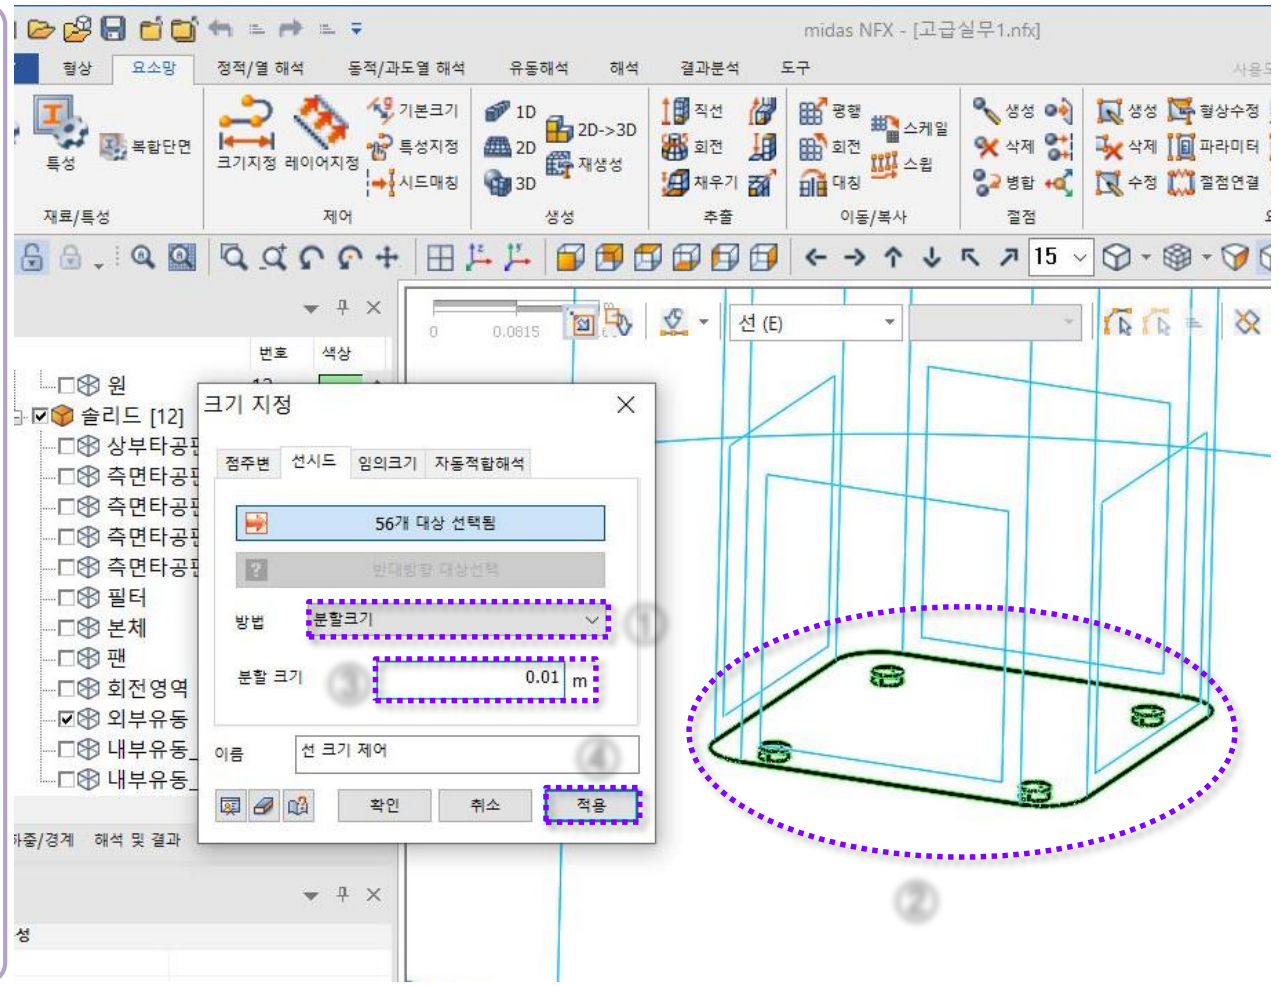 midas NFX - [고급실무1.nfx]
형상 요소망 정적/열 해석 동적/과도열 해석 유동해석 해석 결과분석 도구
기본크기 1D 직선 평행 생성 생성 형상수정
특성 복합단면 크기지정 레이어지정 특성지정 2D 2D->3D 회전 회전 스케일 삭제 삭제 파라미터
시드매칭 3D 재생성 채우기 대칭 스윕 병합 수정 절점연결
재료/특성 제어 생성 추출 이동/복사 절점
15
0 0.0815
선 (E)
번호 색상
원
솔리드 [12]
상부타공판
측면타공판
측면타공판
측면타공판
측면타공판
필터
본체
팬
회전영역
외부유동
내부유동_
내부유동_
크기 지정
점주변 선시드 임의크기 자동적합해석
56개 대상 선택됨
반대방향 대상선택
방법 분할크기 ①
분할 크기 ③ 0.01 m
이름 선 크기 제어 ④
확인 취소 적용
②
하중/경계 해석 및 결과
성